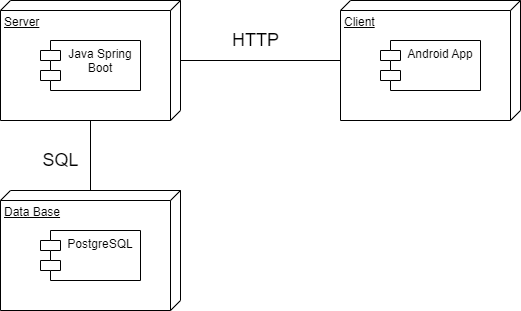 Server
Java Spring
Boot
HTTP
Client
Android App
SQL
Data Base
PostgreSQL